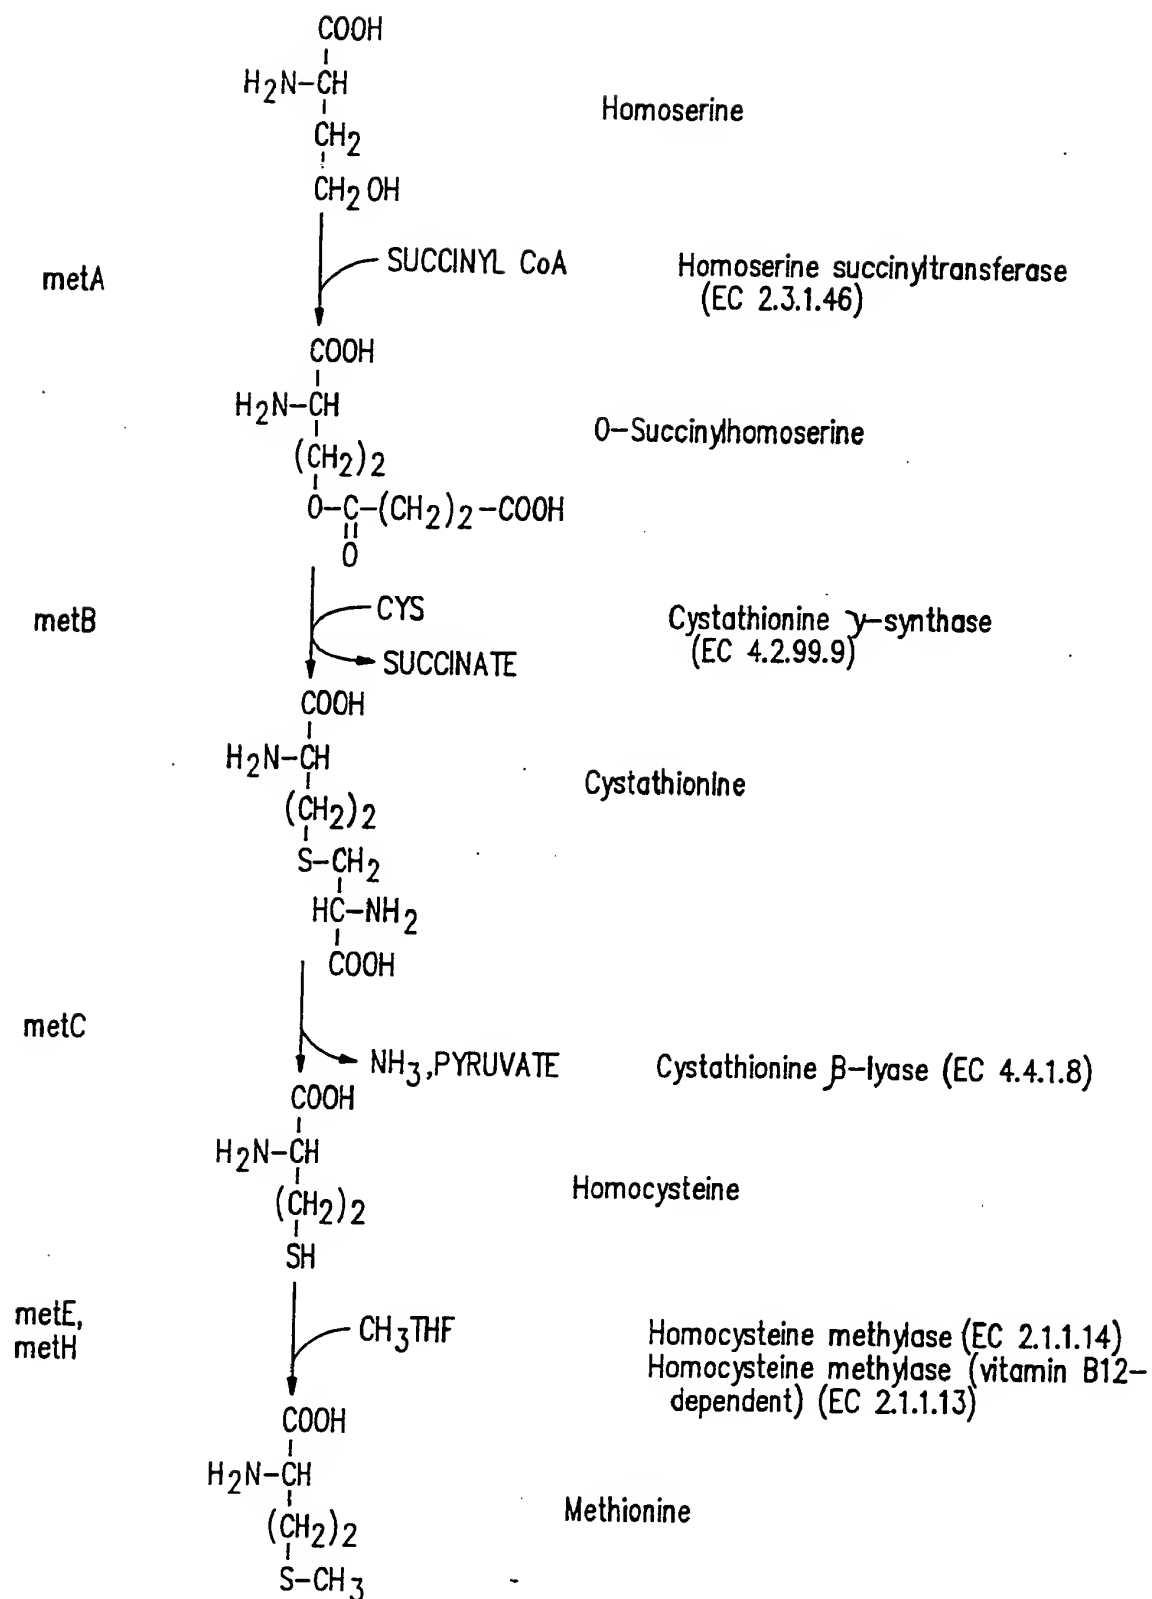 COOH
H2N-CH
Homoserine
CH2
CH2OH
metA
SUCCINYL CoA
Homoserine succinyltransferase
(EC 2.3.1.46)
COOH
H2N-CH
O-Succinylhomoserine
(CH2)2
O-C-(CH2)2-COOH
O
metB
CYS
SUCCINATE
Cystathionine γ-synthase
(EC 4.2.99.9)
COOH
H2N-CH
Cystathionine
(CH2)2
S-CH2
HC-NH2
COOH
metC
NH3,PYRUVATE
Cystathionine β-lyase (EC 4.4.1.8)
COOH
H2N-CH
Homocysteine
(CH2)2
SH
metE,
metH
CH3THF
Homocysteine methylase (EC 2.1.1.14)
Homocysteine methylase (vitamin B12-
dependent) (EC 2.1.1.13)
COOH
H2N-CH
Methionine
(CH2)2
S-CH3